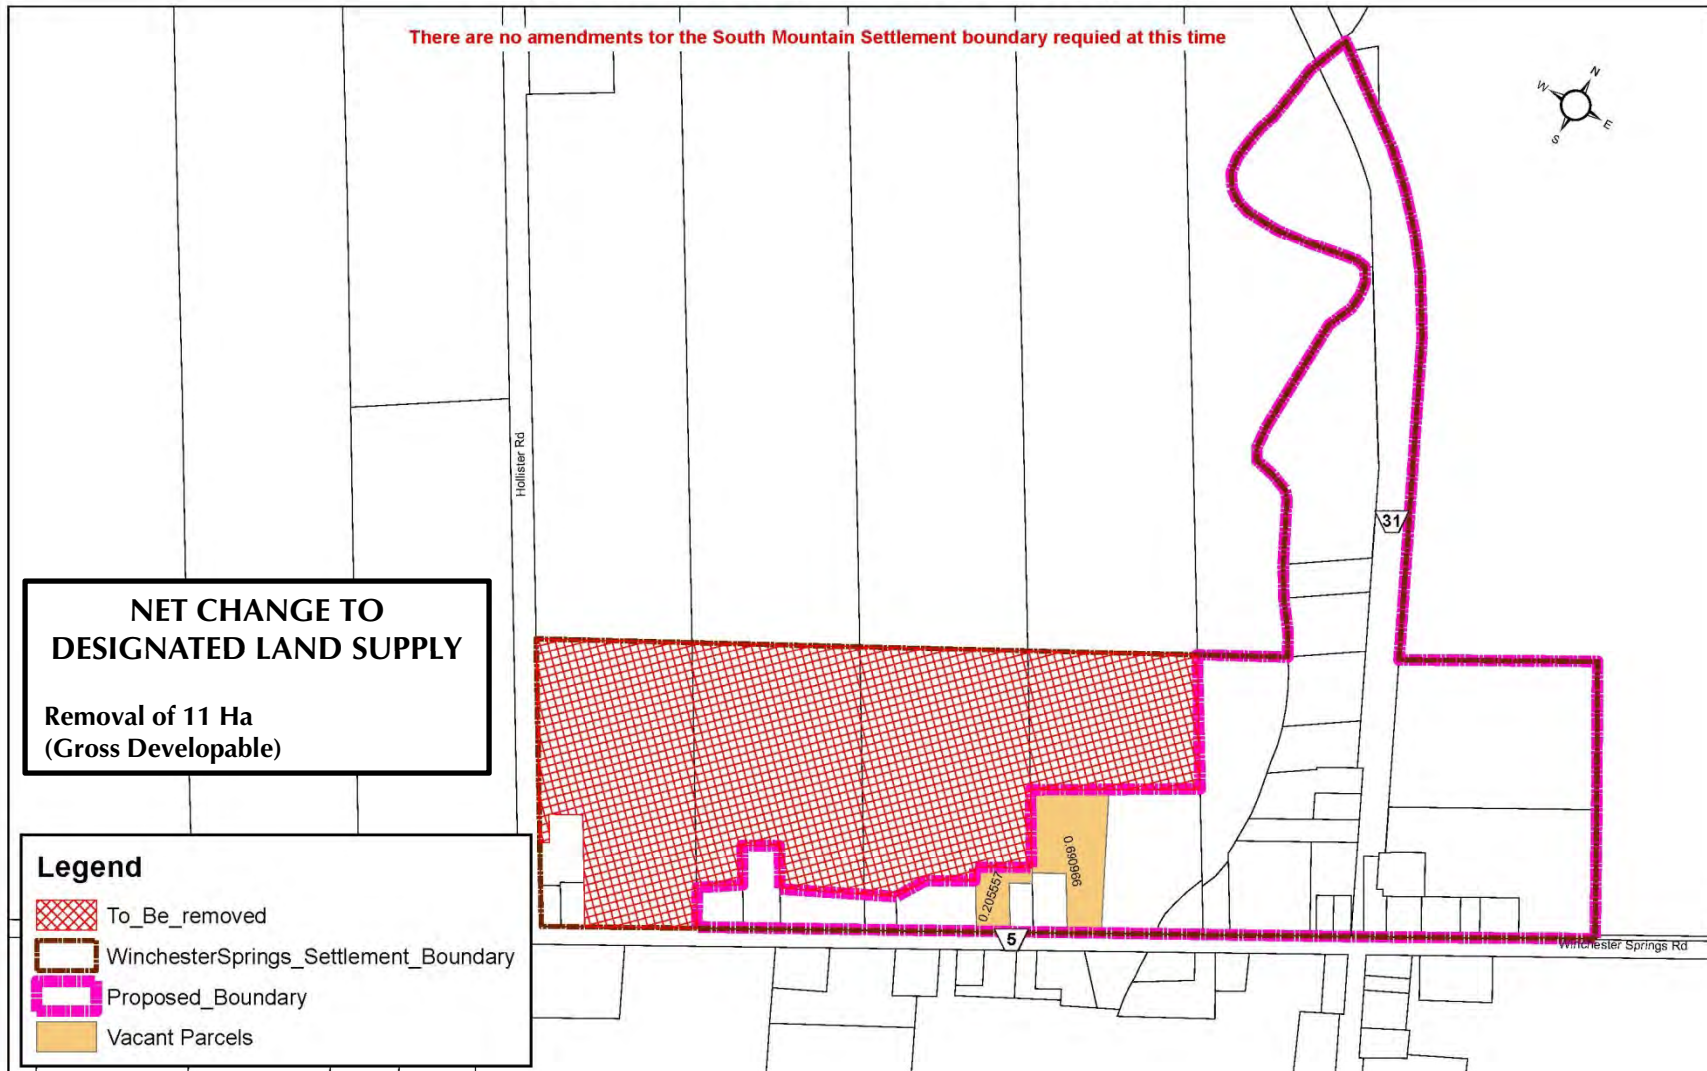 There are no amendments tor the South Mountain Settlement boundary requied at this time
N
W
E
S
Hollister Rd
31
NET CHANGE TO
DESIGNATED LAND SUPPLY
Removal of 11 Ha
(Gross Developable)
0.690966
0.205557
5
Winchester Springs Rd
Legend
To_Be_removed
WinchesterSprings_Settlement_Boundary
Proposed_Boundary
Vacant Parcels